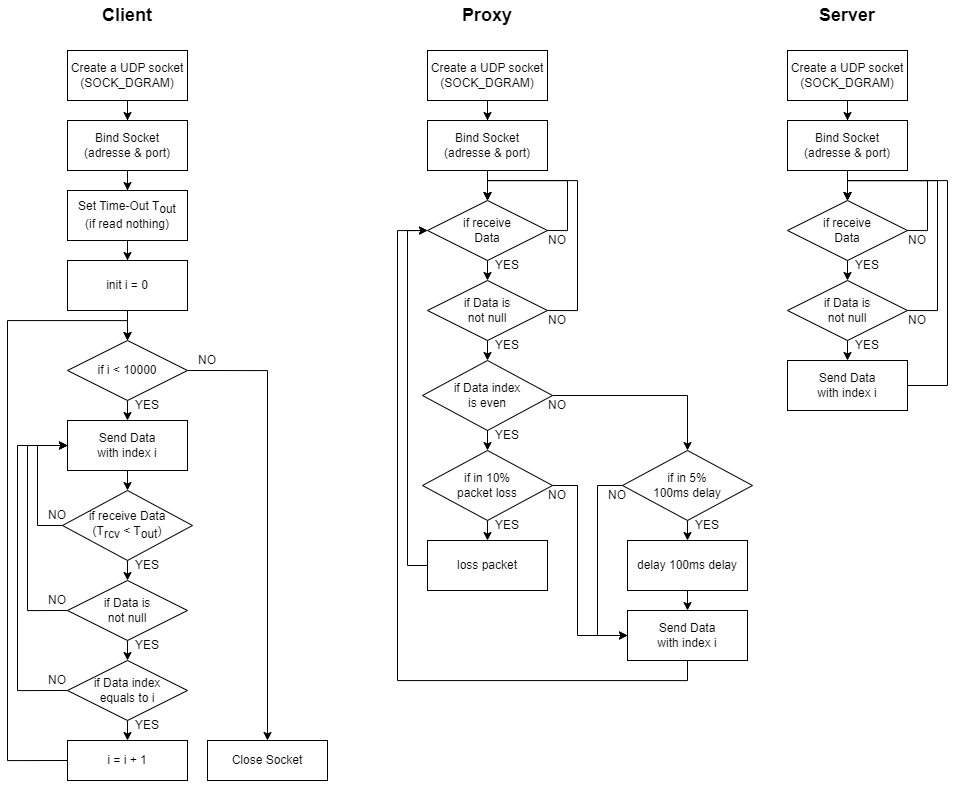 Client
Create a UDP socket
(SOCK_DGRAM)
Bind Socket
(adresse & port)
Set Time-Out Tout
(if read nothing)
init i = 0
if i < 10000
NO
YES
Send Data
with index i
if receive Data
(Trcv < Tout)
NO
YES
if Data is
not null
NO
YES
if Data index
equals to i
NO
YES
i = i + 1
Close Socket
Proxy
Create a UDP socket
(SOCK_DGRAM)
Bind Socket
(adresse & port)
if receive
Data
NO
YES
if Data is
not null
NO
YES
if Data index
is even
NO
YES
if in 10%
packet loss
NO
YES
loss packet
if in 5%
100ms delay
NO
YES
delay 100ms delay
Send Data
with index i
Server
Create a UDP socket
(SOCK_DGRAM)
Bind Socket
(adresse & port)
if receive
Data
NO
YES
if Data is
not null
NO
YES
Send Data
with index i